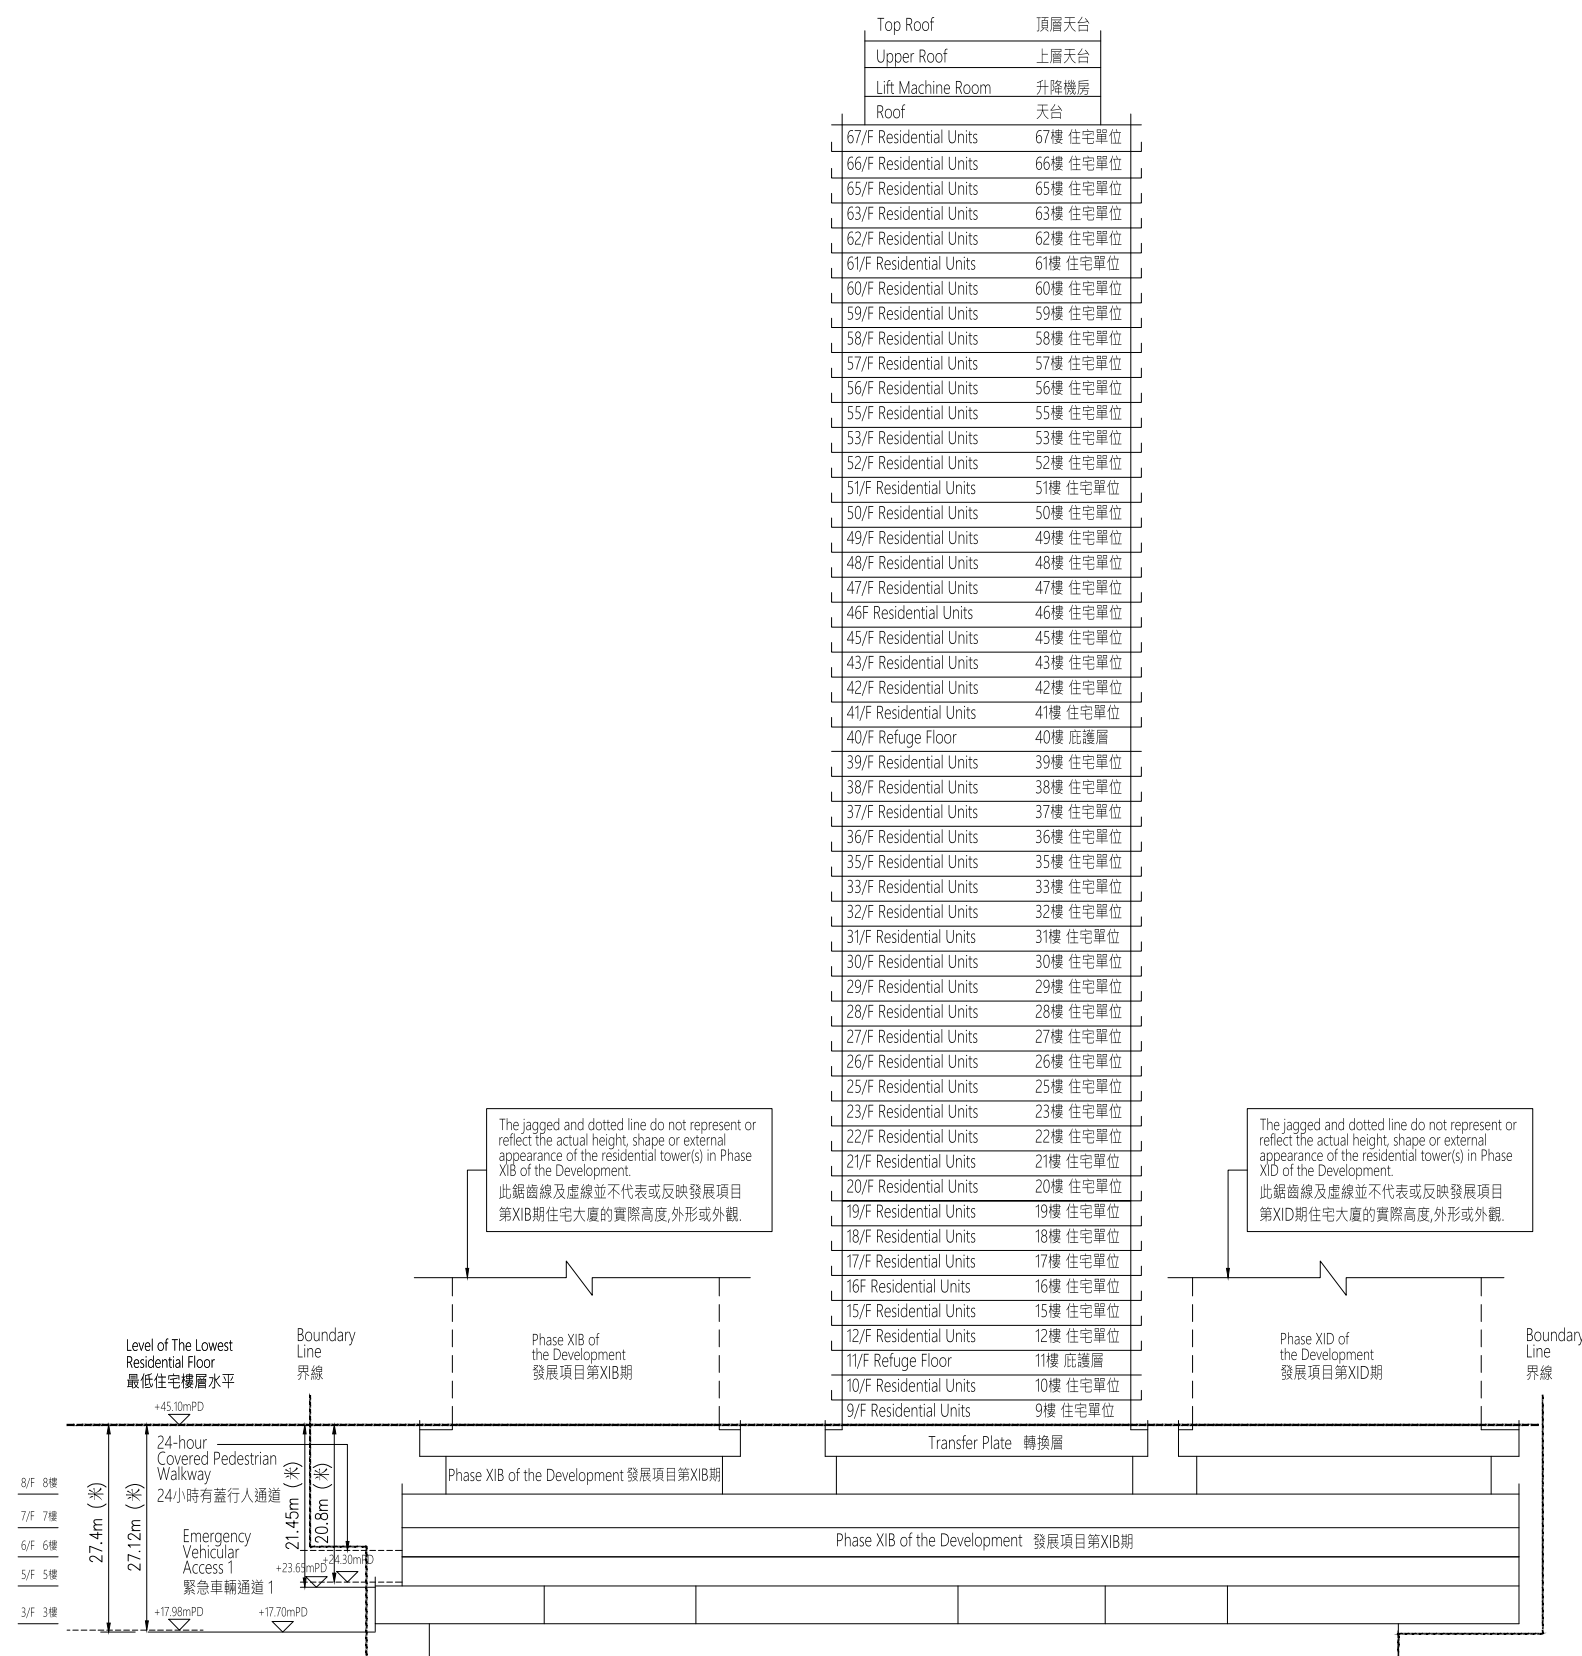 Top Roof 頂層天台
Upper Roof 上層天台
Lift Machine Room 升降機房
Roof 天台
67/F Residential Units 67樓 住宅單位
66/F Residential Units 66樓 住宅單位
65/F Residential Units 65樓 住宅單位
63/F Residential Units 63樓 住宅單位
62/F Residential Units 62樓 住宅單位
61/F Residential Units 61樓 住宅單位
60/F Residential Units 60樓 住宅單位
59/F Residential Units 59樓 住宅單位
58/F Residential Units 58樓 住宅單位
57/F Residential Units 57樓 住宅單位
56/F Residential Units 56樓 住宅單位
55/F Residential Units 55樓 住宅單位
53/F Residential Units 53樓 住宅單位
52/F Residential Units 52樓 住宅單位
51/F Residential Units 51樓 住宅單位
50/F Residential Units 50樓 住宅單位
49/F Residential Units 49樓 住宅單位
48/F Residential Units 48樓 住宅單位
47/F Residential Units 47樓 住宅單位
46F Residential Units 46樓 住宅單位
45/F Residential Units 45樓 住宅單位
43/F Residential Units 43樓 住宅單位
42/F Residential Units 42樓 住宅單位
41/F Residential Units 41樓 住宅單位
40/F Refuge Floor 40樓 庇護層
39/F Residential Units 39樓 住宅單位
38/F Residential Units 38樓 住宅單位
37/F Residential Units 37樓 住宅單位
36/F Residential Units 36樓 住宅單位
35/F Residential Units 35樓 住宅單位
33/F Residential Units 33樓 住宅單位
32/F Residential Units 32樓 住宅單位
31/F Residential Units 31樓 住宅單位
30/F Residential Units 30樓 住宅單位
29/F Residential Units 29樓 住宅單位
28/F Residential Units 28樓 住宅單位
27/F Residential Units 27樓 住宅單位
26/F Residential Units 26樓 住宅單位
25/F Residential Units 25樓 住宅單位
23/F Residential Units 23樓 住宅單位
22/F Residential Units 22樓 住宅單位
21/F Residential Units 21樓 住宅單位
20/F Residential Units 20樓 住宅單位
19/F Residential Units 19樓 住宅單位
18/F Residential Units 18樓 住宅單位
17/F Residential Units 17樓 住宅單位
16F Residential Units 16樓 住宅單位
15/F Residential Units 15樓 住宅單位
12/F Residential Units 12樓 住宅單位
11/F Refuge Floor 11樓 庇護層
10/F Residential Units 10樓 住宅單位
9/F Residential Units 9樓 住宅單位
Transfer Plate 轉換層
The jagged and dotted line do not represent or
reflect the actual height, shape or external
appearance of the residential tower(s) in Phase
XIB of the Development.
此鋸齒線及虛線並不代表或反映發展項目
第XIB期住宅大廈的實際高度,外形或外觀.
The jagged and dotted line do not represent or
reflect the actual height, shape or external
appearance of the residential tower(s) in Phase
XID of the Development.
此鋸齒線及虛線並不代表或反映發展項目
第XID期住宅大廈的實際高度,外形或外觀.
Level of The Lowest
Residential Floor
最低住宅樓層水平
+45.10mPD
Boundary
Line
界線
Phase XIB of
the Development
發展項目第XIB期
Phase XID of
the Development
發展項目第XID期
Boundary
Line
界線
24-hour
Covered Pedestrian
Walkway
24小時有蓋行人通道
Phase XIB of the Development 發展項目第XIB期
Phase XIB of the Development 發展項目第XIB期
8/F 8樓
7/F 7樓
6/F 6樓
5/F 5樓
3/F 3樓
27.4m (米)
27.12m (米)
21.45m (米)
20.8m (米)
Emergency
Vehicular
Access 1
緊急車輛通道 1
+23.65mPD
+24.30mPD
+17.98mPD
+17.70mPD